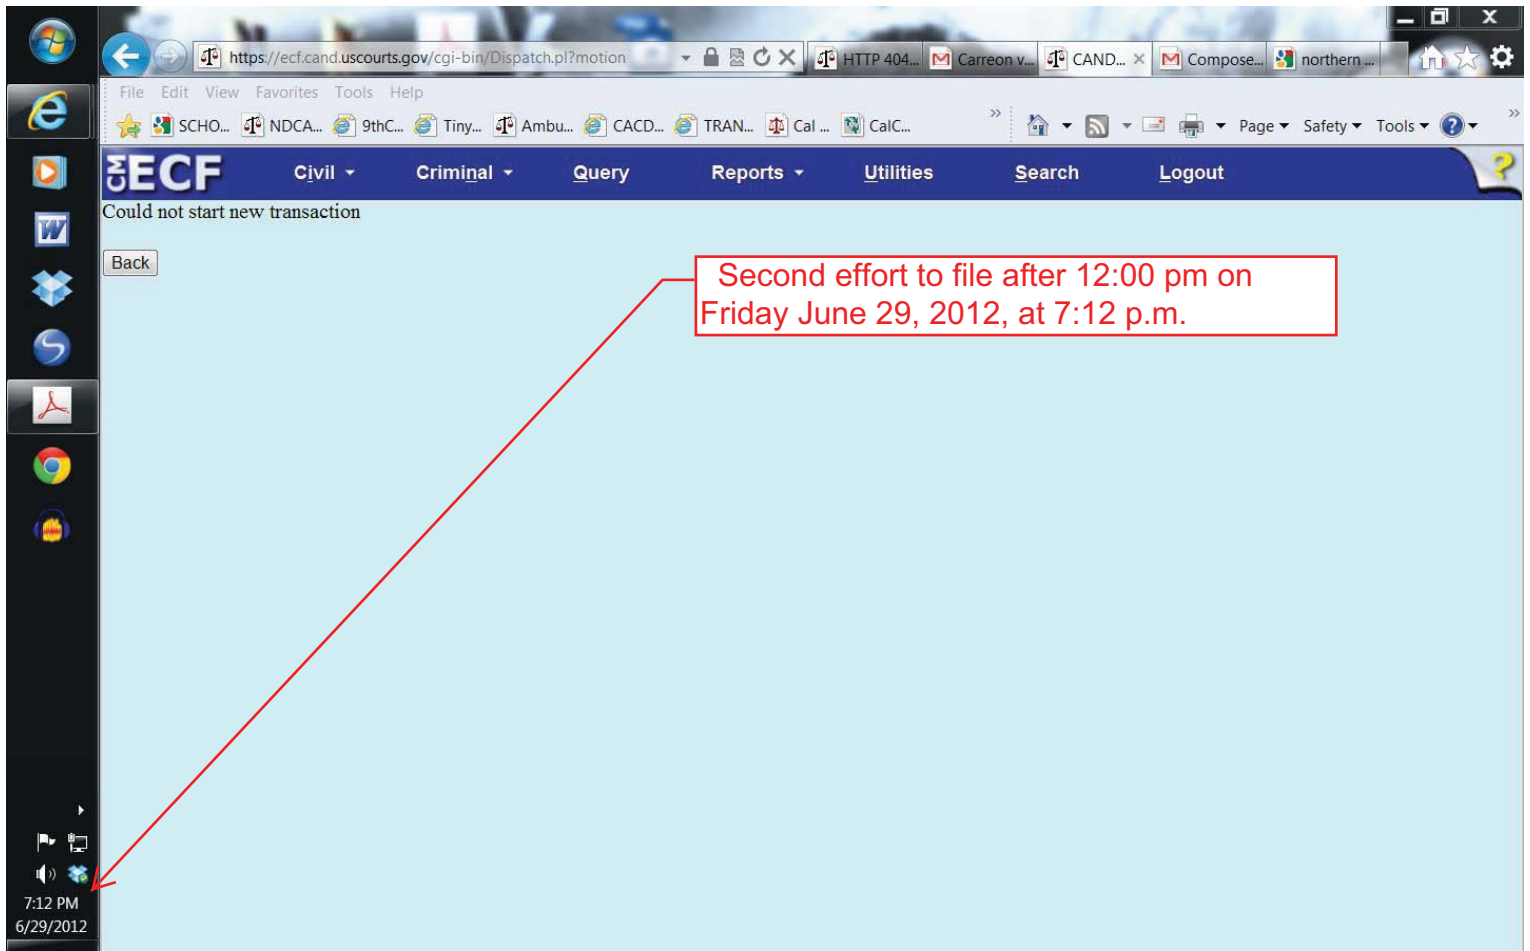 https://ecf.cand.uscourts.gov/cgi-bin/Dispatch.pl?motion
HTTP 404...
Carreon v...
CAND...
Compose...
northern ...
File Edit View Favorites Tools Help
SCHO... NDCA... 9thC... Tiny... Ambu... CACD... TRAN... Cal ... CalC... Page Safety Tools
CM ECF Civil Criminal Query Reports Utilities Search Logout ?
Could not start new transaction
Back
Second effort to file after 12:00 pm on
Friday June 29, 2012, at 7:12 p.m.
7:12 PM
6/29/2012